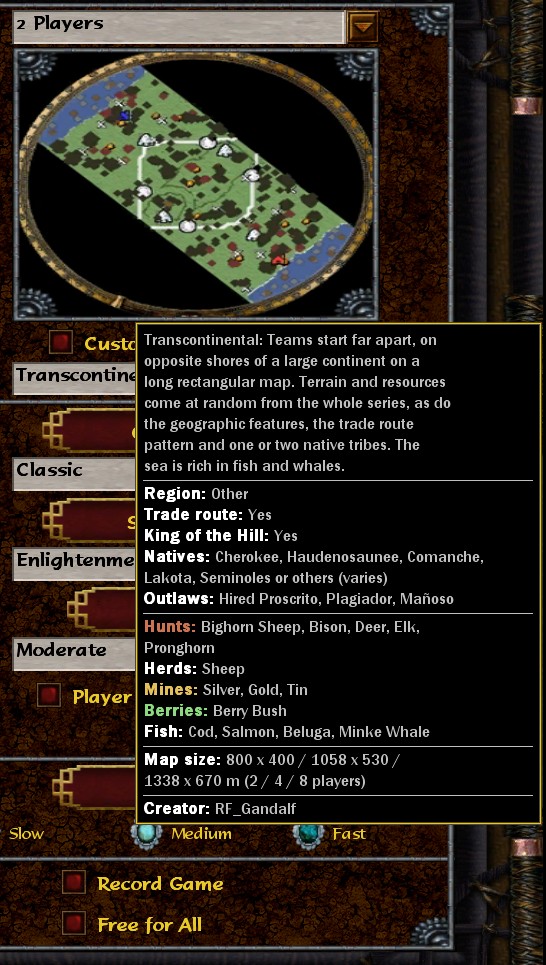 2 Players
Custo
Transcontine
Transcontinental: Teams start far apart, on
opposite shores of a large continent on a
long rectangular map. Terrain and resources
come at random from the whole series, as do
the geographic features, the trade route
pattern and one or two native tribes. The
sea is rich in fish and whales.
Region: Other
Trade route: Yes
King of the Hill: Yes
Natives: Cherokee, Haudenosaunee, Comanche,
Lakota, Seminoles or others (varies)
Outlaws: Hired Proscrito, Plagiador, Mañoso
Hunts: Bighorn Sheep, Bison, Deer, Elk,
Pronghorn
Herds: Sheep
Mines: Silver, Gold, Tin
Berries: Berry Bush
Fish: Cod, Salmon, Beluga, Minke Whale
Map size: 800 x 400 / 1058 x 530 /
1338 x 670 m (2 / 4 / 8 players)
Creator: RF_Gandalf
Classic
S
Enlightenme
Moderate
Player
Slow Medium Fast
Record Game
Free for All